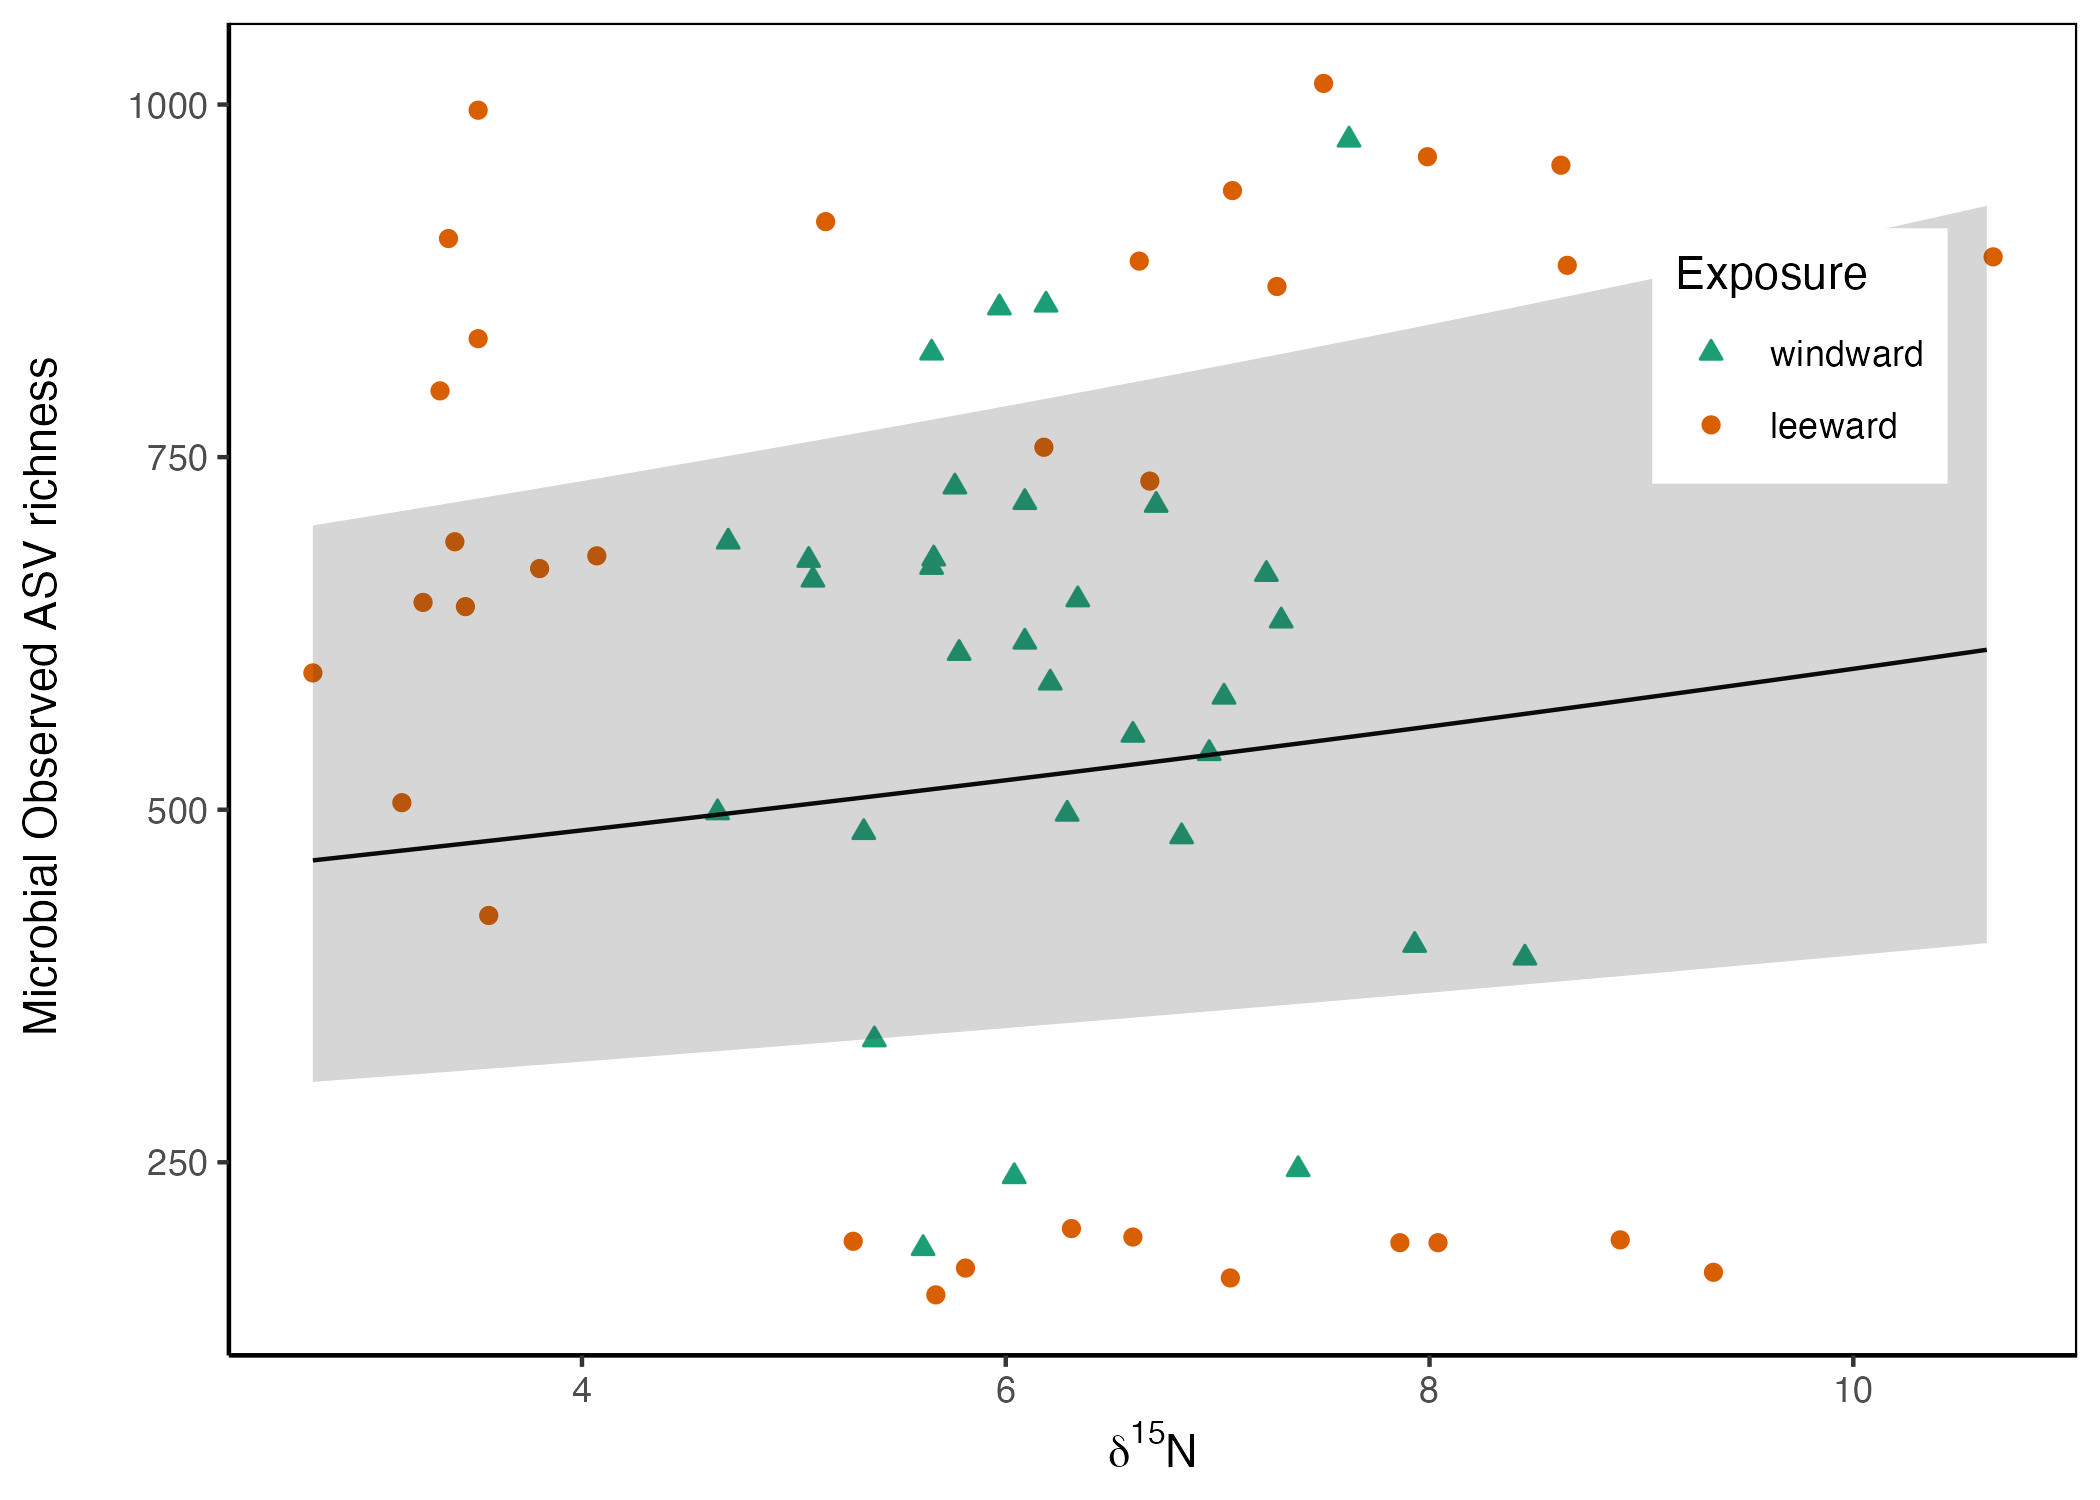 Microbial Observed ASV richness
1000
750
500
250
Exposure
windward
leeward
4 6 8 10
δ¹⁵N